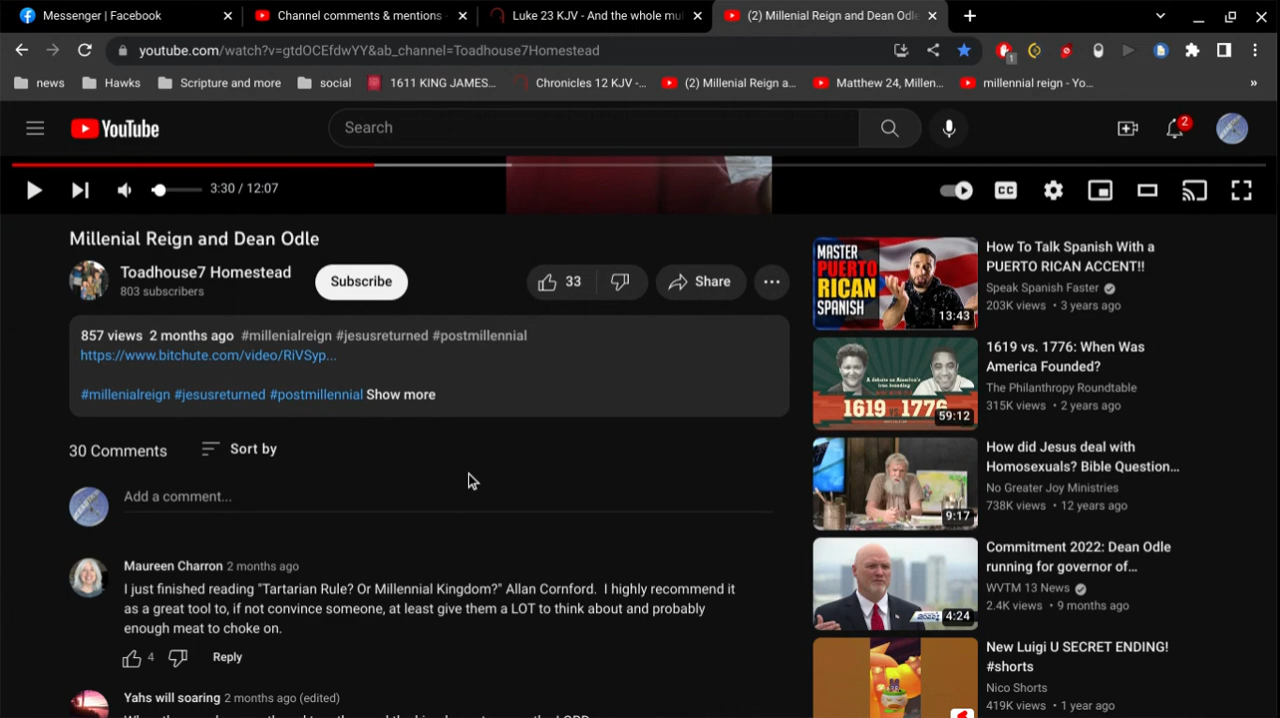 Messenger | Facebook
Channel comments & mentions
Luke 23 KJV - And the whole mul
(2) Millenial Reign and Dean Odle
youtube.com/watch?v=gtdOCEfdwYY&ab_channel=Toadhouse7Homestead
1
news
Hawks
Scripture and more
social
1611 KING JAMES...
Chronicles 12 KJV -...
(2) Millenial Reign a...
Matthew 24, Millen...
millennial reign - Yo...
»
YouTube
Search
2
3:30 / 12:07
CC
Millenial Reign and Dean Odle
Toadhouse7 Homestead
803 subscribers
Subscribe
33
Share
857 views 2 months ago #millenialreign #jesusreturned #postmillennial
https://www.bitchute.com/video/RiVSyp...
#millenialreign #jesusreturned #postmillennial Show more
30 Comments
Sort by
Add a comment...
Maureen Charron 2 months ago
I just finished reading "Tartarian Rule? Or Millennial Kingdom?" Allan Cornford. I highly recommend it
as a great tool to, if not convince someone, at least give them a LOT to think about and probably
enough meat to choke on.
4
Reply
Yahs will soaring 2 months ago (edited)
MASTER
PUERTO
RICAN
SPANISH
13:43
How To Talk Spanish With a
PUERTO RICAN ACCENT!!
Speak Spanish Faster
203K views • 3 years ago
1619 1776
59:12
1619 vs. 1776: When Was
America Founded?
The Philanthropy Roundtable
315K views • 2 years ago
9:17
How did Jesus deal with
Homosexuals? Bible Question...
No Greater Joy Ministries
738K views • 12 years ago
4:24
Commitment 2022: Dean Odle
running for governor of...
WVTM 13 News
2.4K views • 9 months ago
New Luigi U SECRET ENDING!
#shorts
Nico Shorts
419K views • 1 year ago